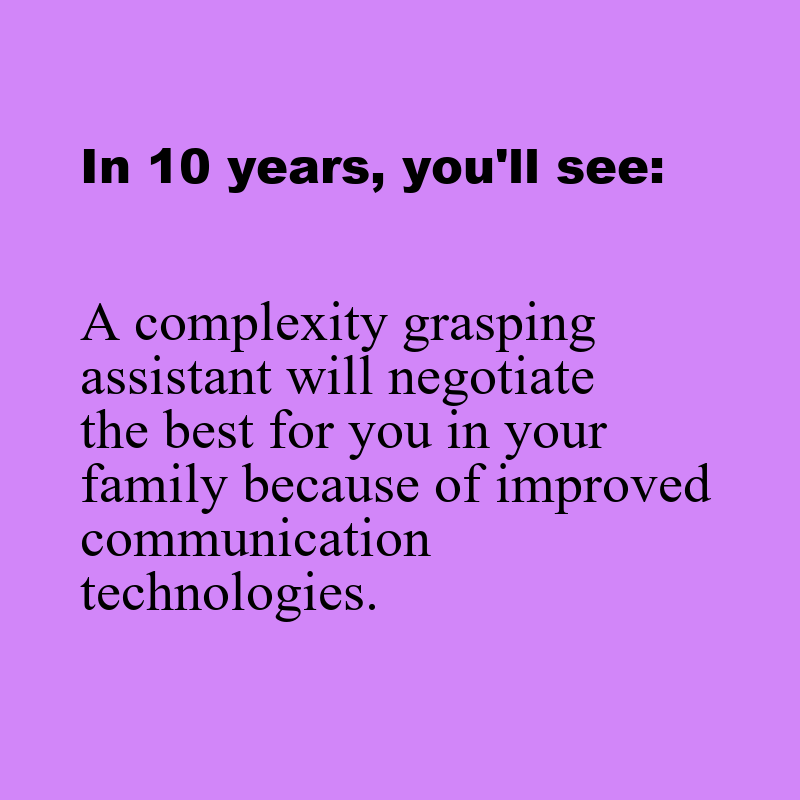 In 10 years, you'll see:
A complexity grasping
assistant will negotiate
the best for you in your
family because of improved
communication
technologies.